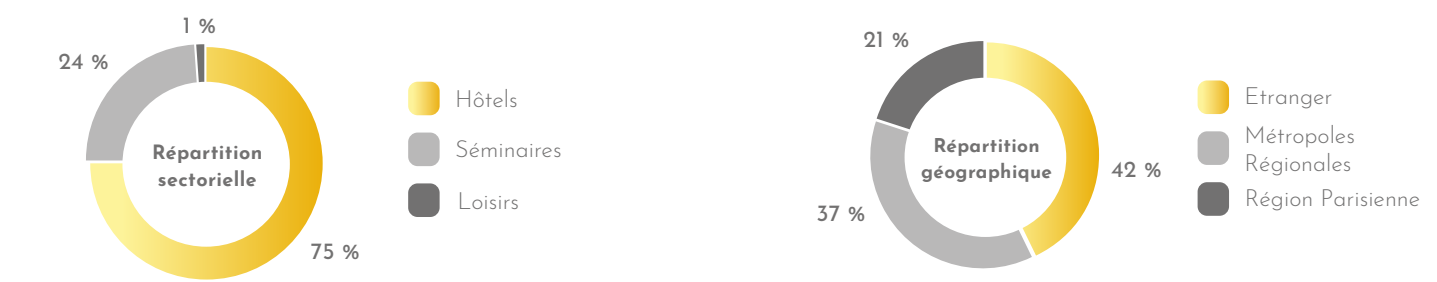 1 %
24 %
Répartition
sectorielle
75 %
Hôtels
Séminaires
Loisirs
21 %
Répartition
géographique
42 %
37 %
Etranger
Métropoles
Régionales
Région Parisienne